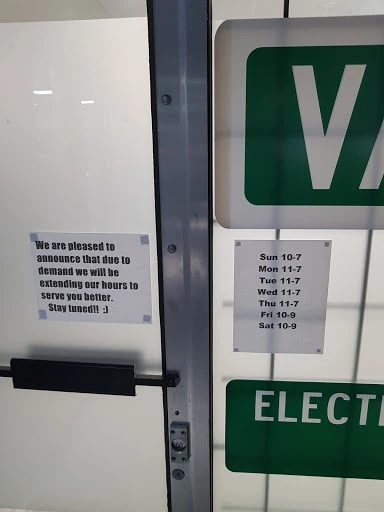 We are pleased to
announce that due to
demand we will be
extending our hours to
serve you better.
Stay tuned!! :)
VA
Sun 10-7
Mon 11-7
Tue 11-7
Wed 11-7
Thu 11-7
Fri 10-9
Sat 10-9
ELECT